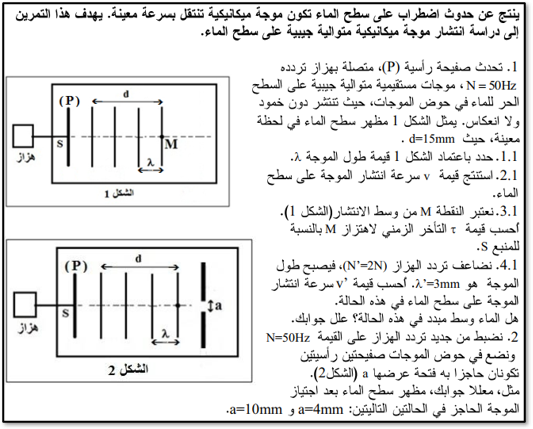 ينتج عن حدوث اضطراب على سطح الماء تكون موجة ميكانيكية تنتقل بسرعة معينة. يهدف هذا التمرين
إلى دراسة انتشار موجة ميكانيكية متوالية جيبية على سطح الماء.
1. تحدث صفيحة رأسية (P)، متصلة بهزاز تردده
N = 50Hz ، موجات مستقيمية متوالية جيبية على السطح
الحر للماء في حوض الموجات، حيث تنتشر دون خمود
ولا انعكاس. يمثل الشكل 1 مظهر سطح الماء في لحظة
معينة، حيث d=15mm .
1.1. حدد باعتماد الشكل 1 قيمة طول الموجة λ.
2.1. استنتج قيمة v سرعة انتشار الموجة على سطح
الماء.
3.1. نعتبر النقطة M من وسط الانتشار(الشكل 1).
أحسب قيمة τ التأخر الزمني لاهتزاز M بالنسبة
للمنبع S.
4.1. نضاعف تردد الهزاز (N'=2N)، فيصبح طول
الموجة هو λ'=3mm. أحسب قيمة v' سرعة انتشار
الموجة على سطح الماء في هذه الحالة.
هل الماء وسط مبدد في هذه الحالة؟ علل جوابك.
2. نضبط من جديد تردد الهزاز على القيمة N=50Hz
ونضع في حوض الموجات صفيحتين رأسيتين
تكونان حاجزا به فتحة عرضها a (الشكل2).
مثل، معللا جوابك، مظهر سطح الماء بعد اجتياز
الموجة الحاجز في الحالتين التاليتين: a=4mm و a=10mm.
(P)
d
S
M
λ
هزاز
الشكل 1
(P)
d
S
a
λ
هزاز
الشكل 2